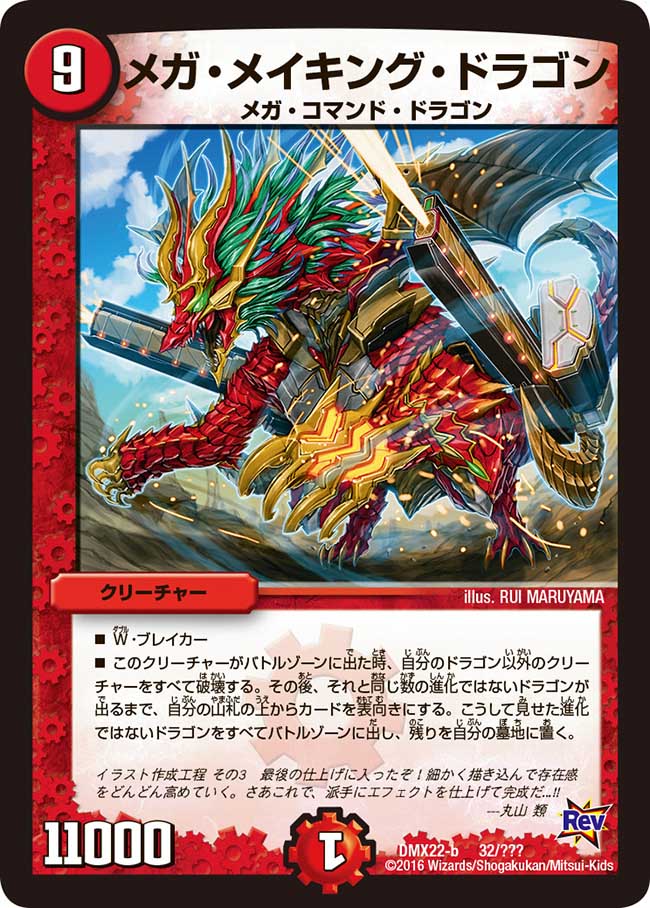 9
メガ・メイキング・ドラゴン
メガ・コマンド・ドラゴン
クリーチャー
illus. RUI MARUYAMA
■ W・ブレイカー
■ このクリーチャーがバトルゾーンに出た時、自分のドラゴン以外のクリー
チャーをすべて破壊する。その後、それと同じ数の進化ではないドラゴンが
出るまで、自分の山札の上からカードを表向きにする。こうして見せた進化
ではないドラゴンをすべてバトルゾーンに出し、残りを自分の墓地に置く。
イラスト作成工程 その3 最後の仕上げに入ったぞ！細かく描き込んで存在感
をどんどん高めていく。さあこれで、派手にエフェクトを仕上げて完成だ...!!
---丸山 類
11000
1
Rev
DMX22-b 32/???
©2016 Wizards/Shogakukan/Mitsui-Kids